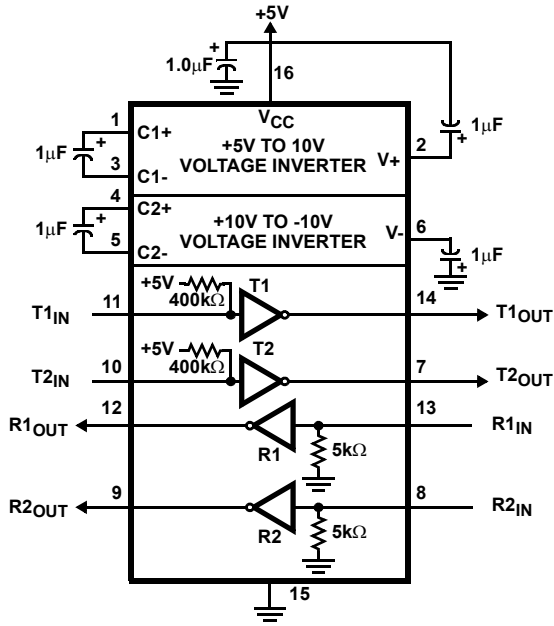 +5V
+
1.0µF
16
1
VCC
C1+
+5V TO 10V
VOLTAGE INVERTER
2
V+
+
1µF
+
1µF
3
C1-
4
C2+
+10V TO -10V
VOLTAGE INVERTER
V-
6
1µF
+
5
C2-
1µF
+
+5V
400kΩ
T1
11
14
T1IN
T1OUT
+5V
400kΩ
T2
10
7
T2IN
T2OUT
12
13
R1OUT
R1IN
R1
5kΩ
9
8
R2OUT
R2IN
R2
5kΩ
15